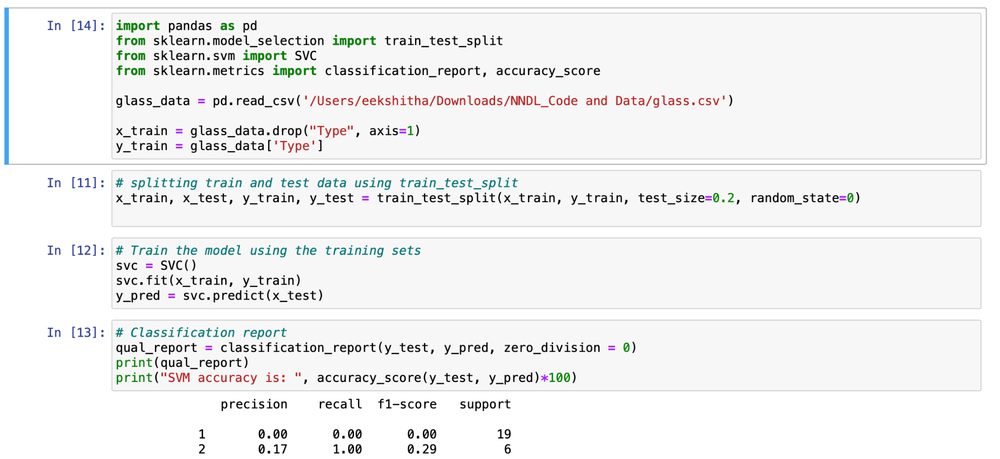 In [14]: import pandas as pd
from sklearn.model_selection import train_test_split
from sklearn.svm import SVC
from sklearn.metrics import classification_report, accuracy_score
glass_data = pd.read_csv('/Users/eekshitha/Downloads/NNDL_Code and Data/glass.csv')
x_train = glass_data.drop("Type", axis=1)
y_train = glass_data['Type']
In [11]: # splitting train and test data using train_test_split
x_train, x_test, y_train, y_test = train_test_split(x_train, y_train, test_size=0.2, random_state=0)
In [12]: # Train the model using the training sets
svc = SVC()
svc.fit(x_train, y_train)
y_pred = svc.predict(x_test)
In [13]: # Classification report
qual_report = classification_report(y_test, y_pred, zero_division = 0)
print(qual_report)
print("SVM accuracy is: ", accuracy_score(y_test, y_pred)*100)
precision recall f1-score support
1 0.00 0.00 0.00 19
2 0.17 1.00 0.29 6